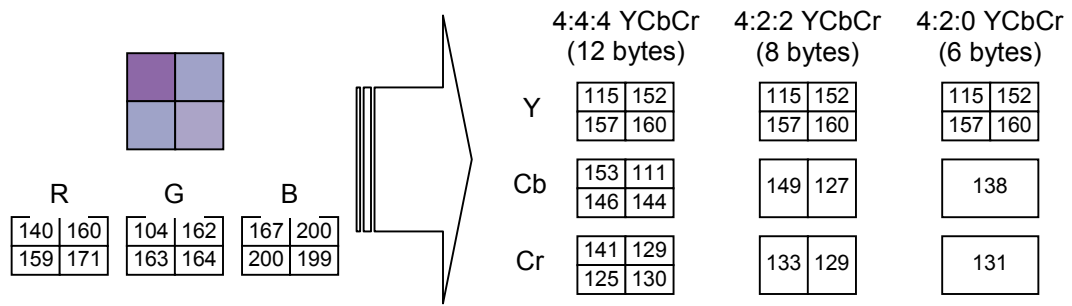 4:4:4 YCbCr 4:2:2 YCbCr 4:2:0 YCbCr
(12 bytes) (8 bytes) (6 bytes)
Y
115 152 115 152 115 152
157 160 157 160 157 160
Cb
153 111
146 144
149 127
138
Cr
141 129
125 130
133 129
131
R G B
140 160 104 162 167 200
159 171 163 164 200 199